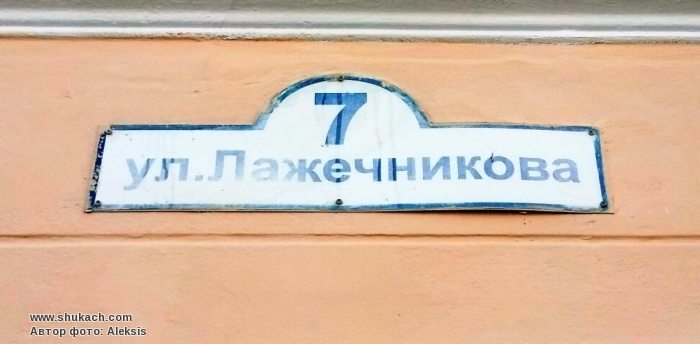 7
ул.Лажечникова
www.shukach.com
Автор фото: Aleksis